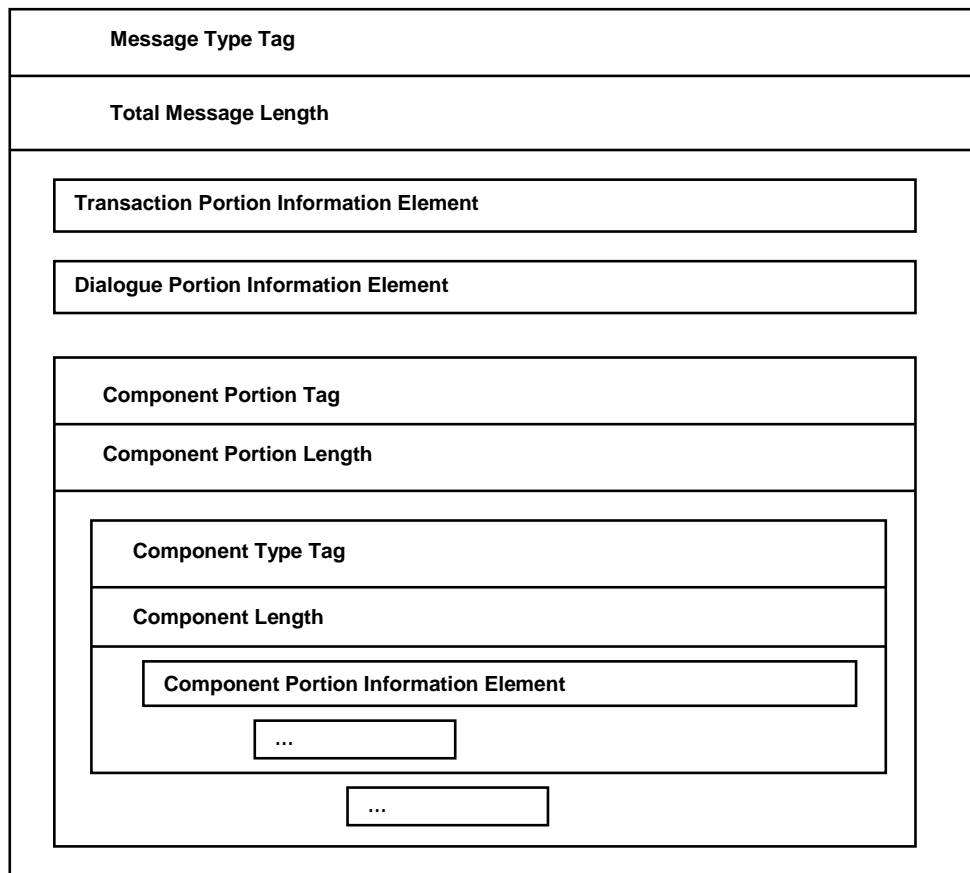 Message Type Tag
Total Message Length
Transaction Portion Information Element
Dialogue Portion Information Element
Component Portion Tag
Component Portion Length
Component Type Tag
Component Length
Component Portion Information Element
…
…